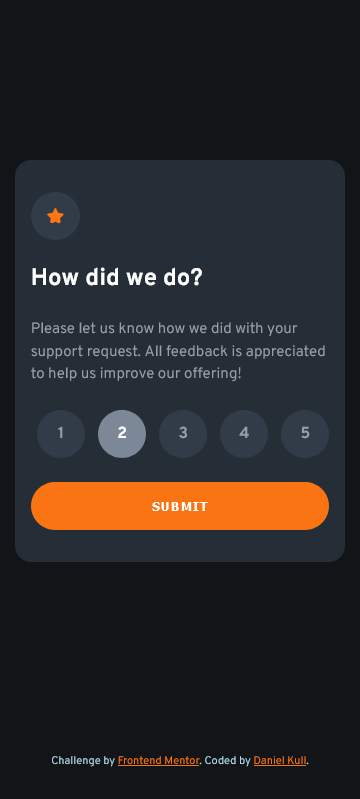 How did we do?
Please let us know how we did with your
support request. All feedback is appreciated
to help us improve our offering!
1 2 3 4 5
SUBMIT
Challenge by Frontend Mentor. Coded by Daniel Kull.